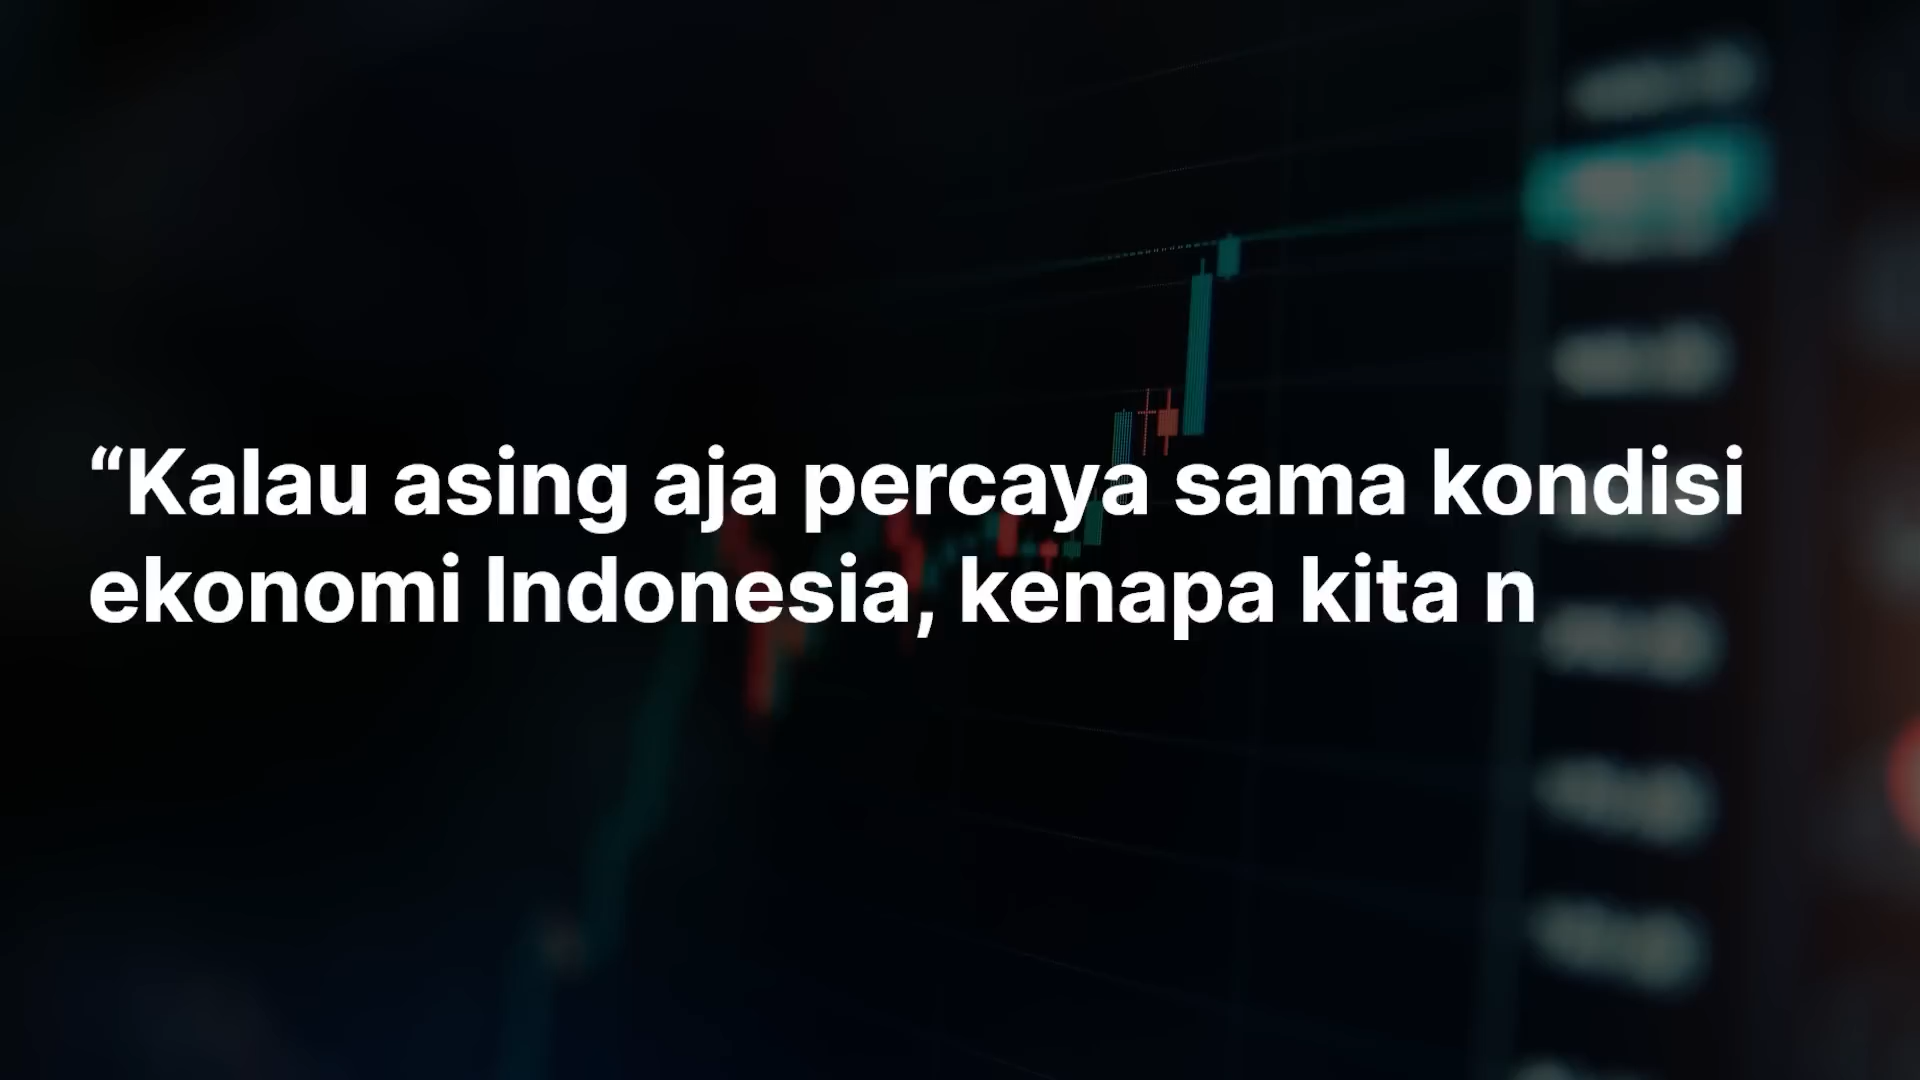 “Kalau asing aja percaya sama kondisi
ekonomi Indonesia, kenapa kita n